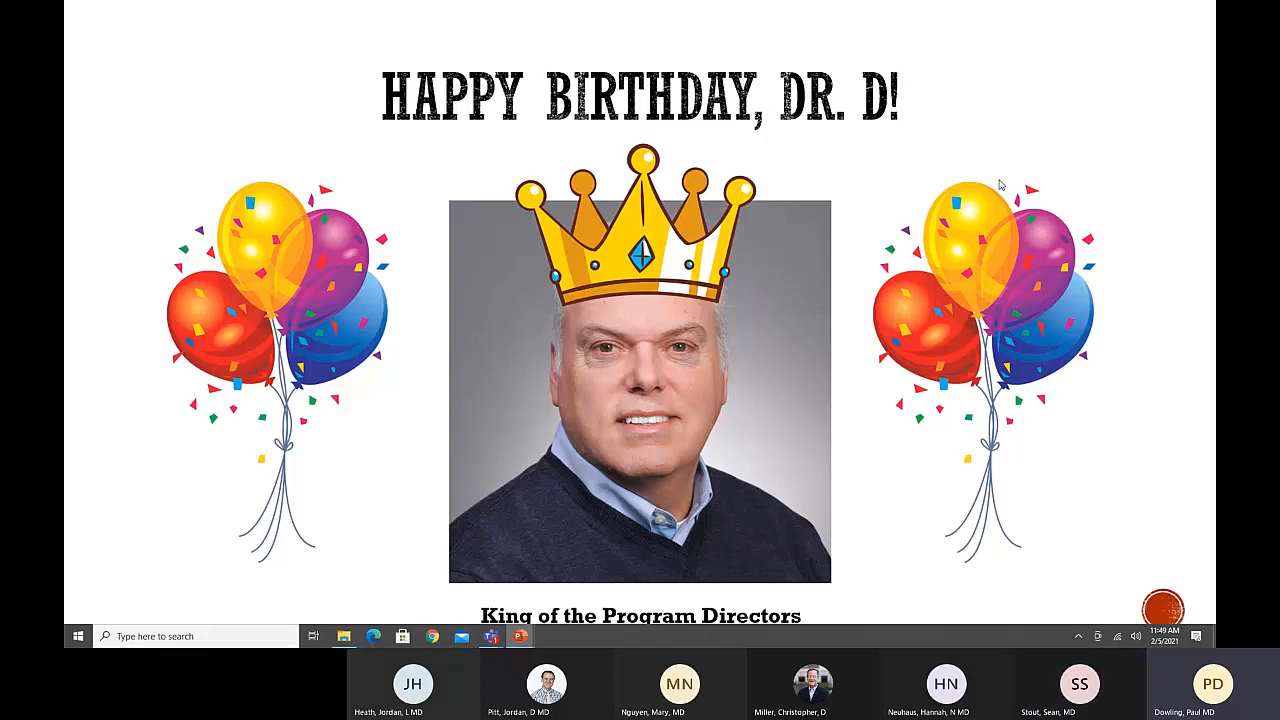 HAPPY BIRTHDAY, DR. D!
King of the Program Directors
Type here to search
11:49 AM
2/5/2021
JH
MN
HN
SS
PD
Heath, Jordan, L MD
Pitt, Jordan, D MD
Nguyen, Mary, MD
Miller, Christopher, D
Neuhaus, Hannah, N MD
Stout, Sean, MD
Dowling, Paul MD